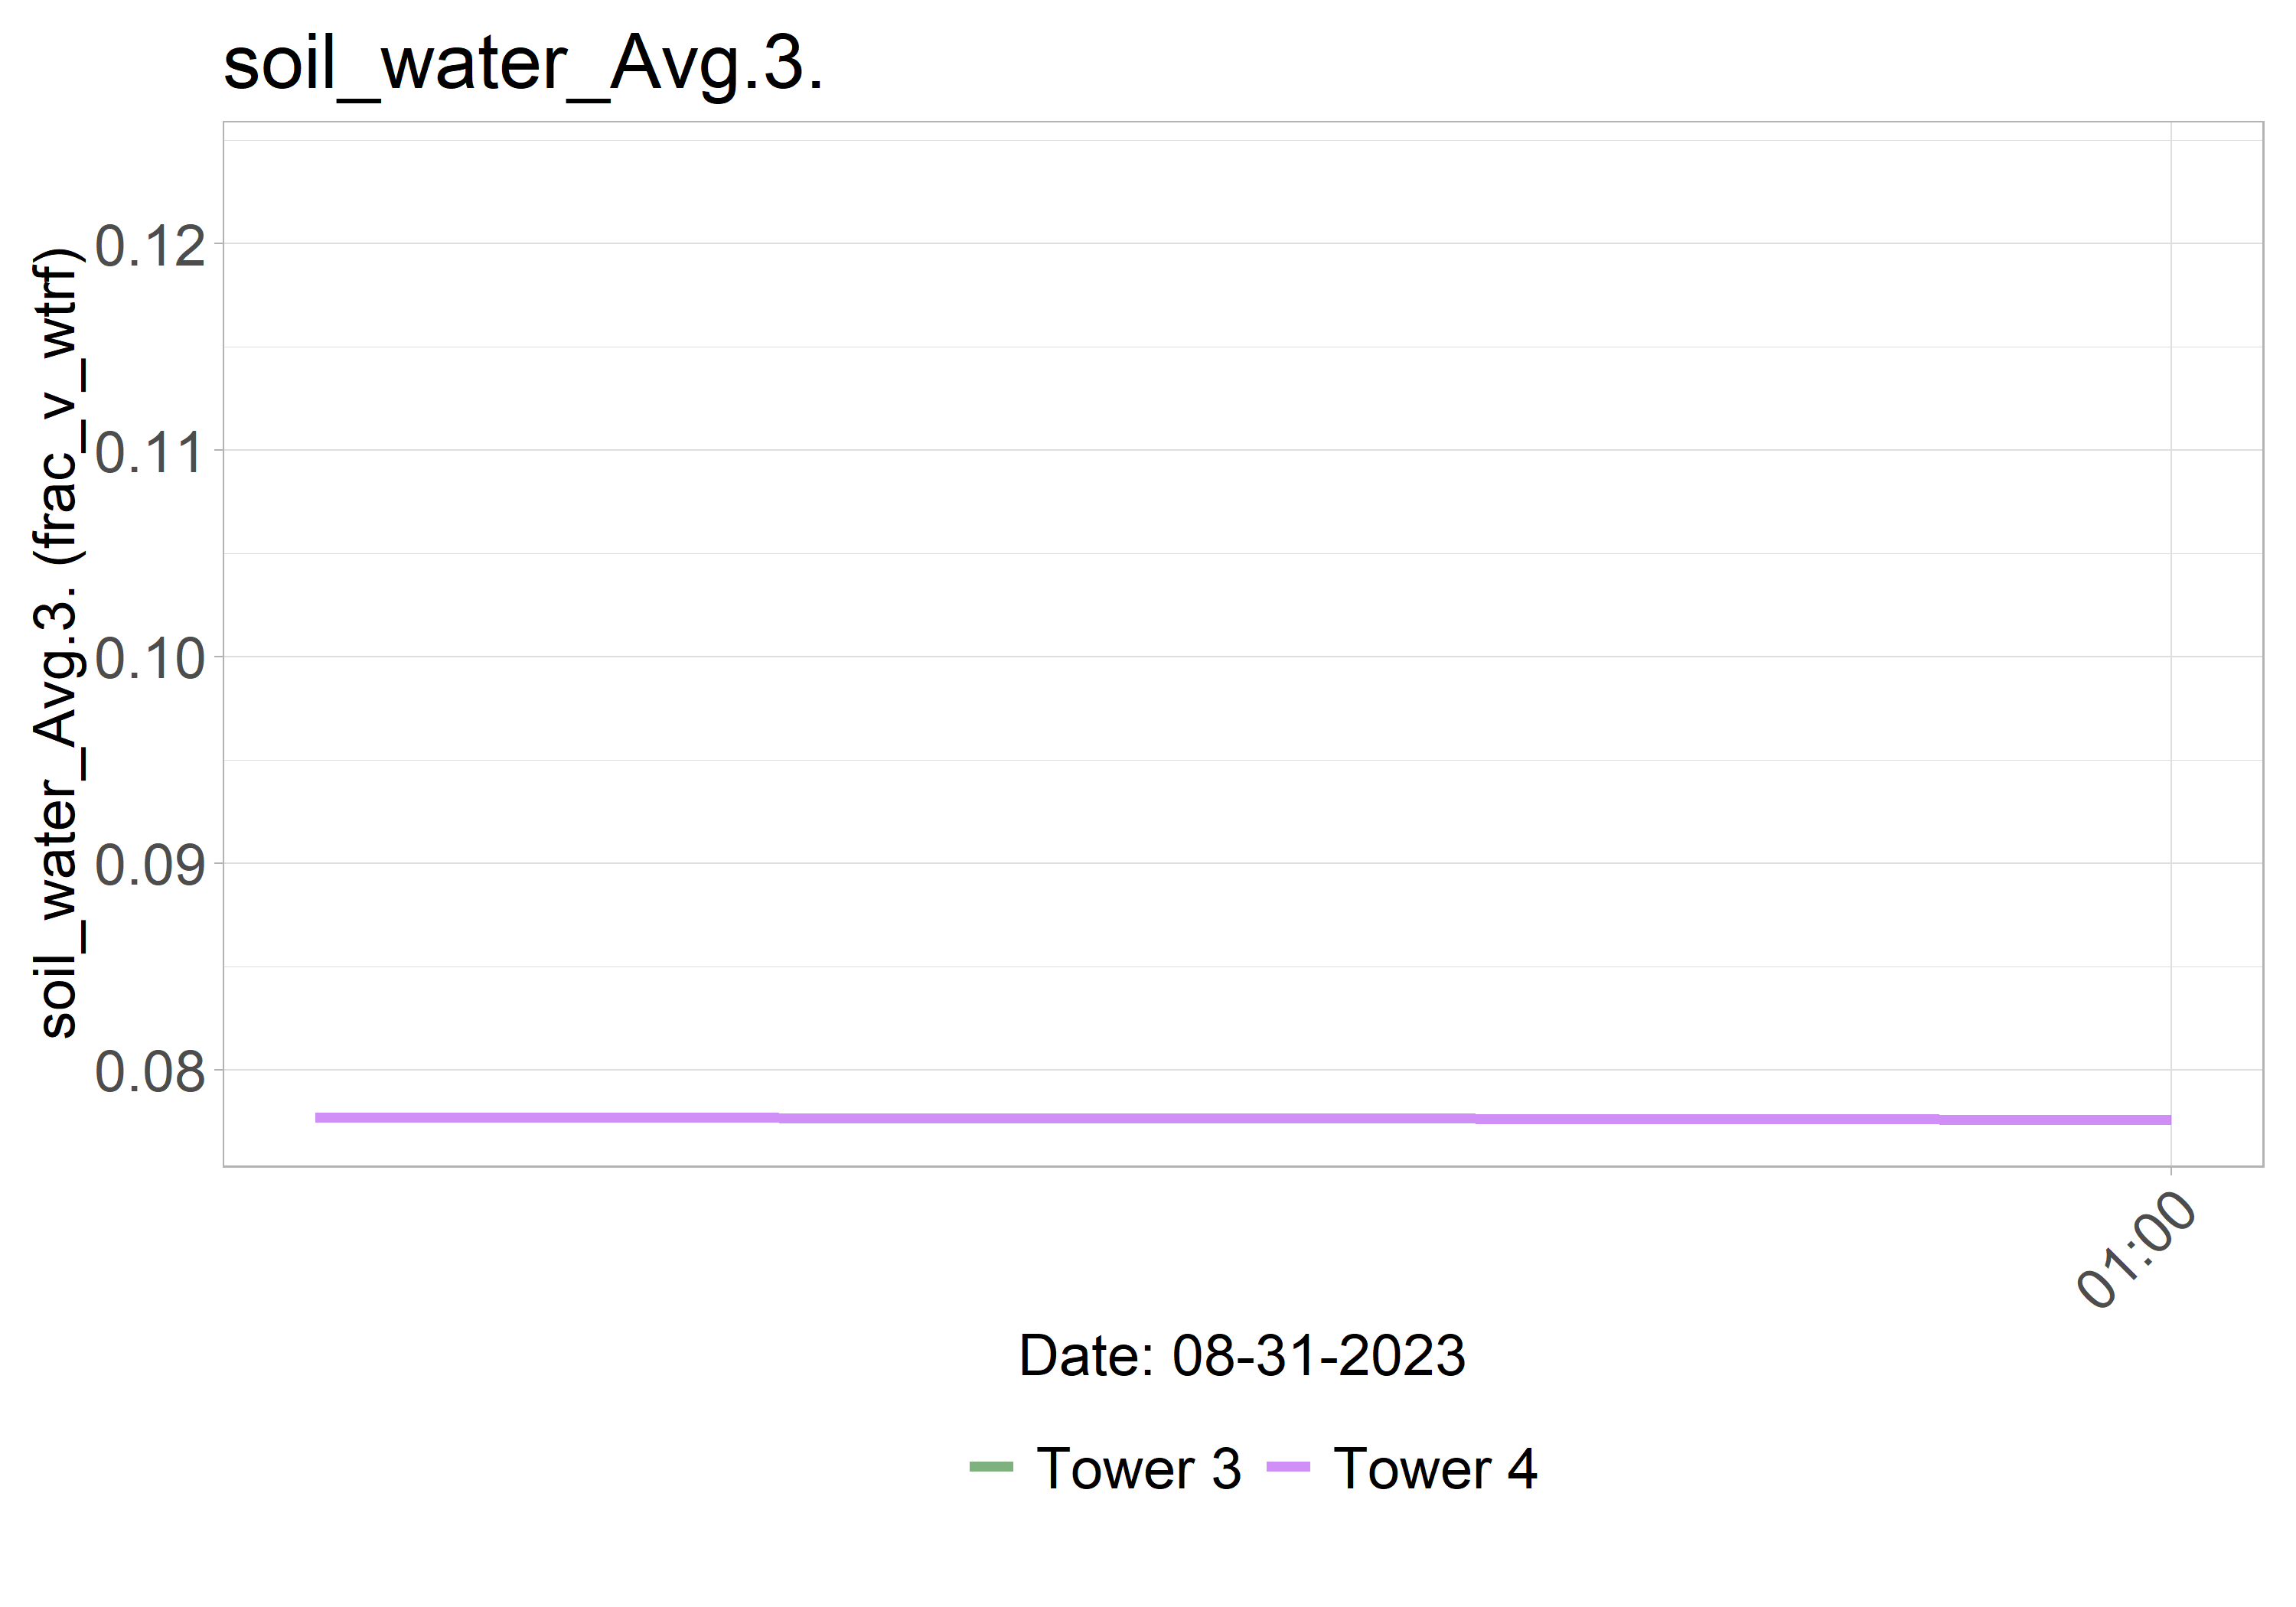 soil_water_Avg.3.
soil_water_Avg.3. (frac_v_wtrf)
0.12
0.11
0.10
0.09
0.08
01:00
Date: 08-31-2023
Tower 3 Tower 4